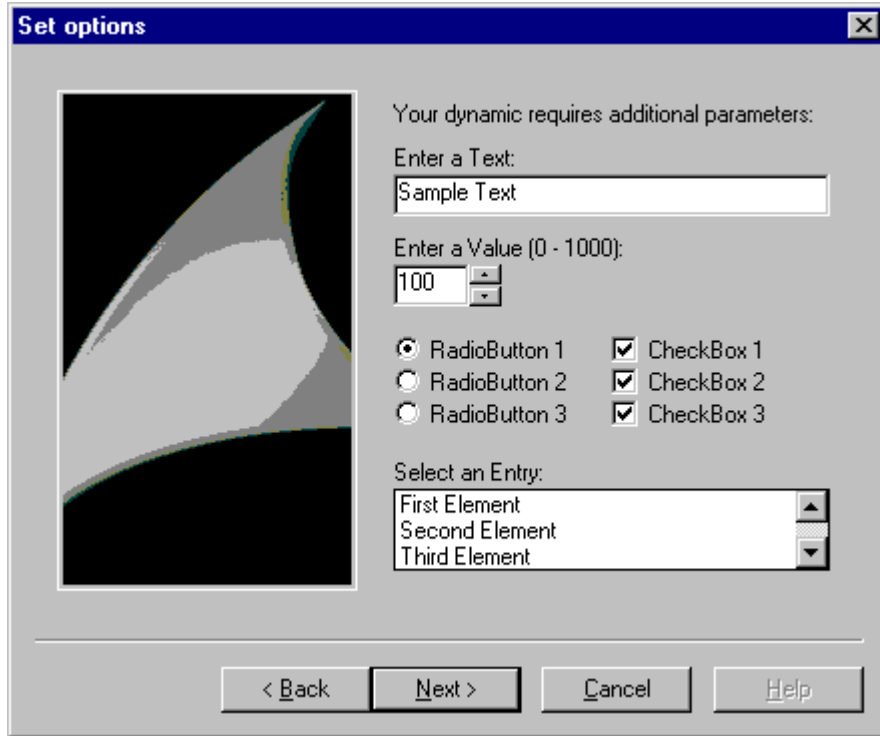 Set options
Your dynamic requires additional parameters:
Enter a Text:
Sample Text
Enter a Value (0 - 1000):
100
RadioButton 1 CheckBox 1
RadioButton 2 CheckBox 2
RadioButton 3 CheckBox 3
Select an Entry:
First Element
Second Element
Third Element
< Back Next > Cancel Help